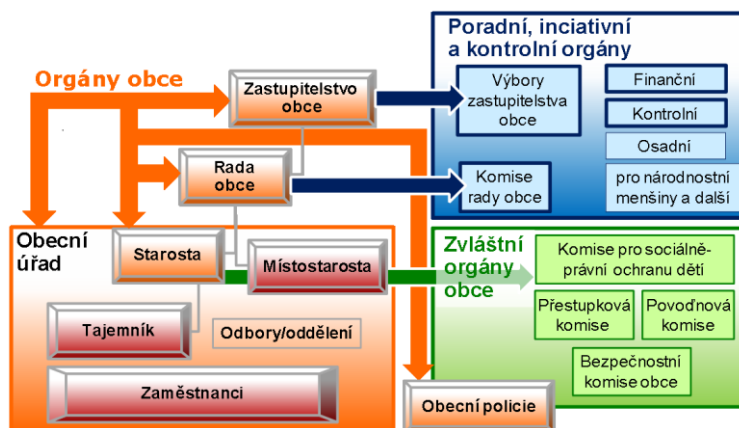 Orgány obce
Zastupitelstvo
obce
Rada
obce
Poradní, inciativní
a kontrolní orgány
Výbory
zastupitelstva
obce
Finanční
Kontrolní
Osadní
pro národnostní
menšiny a další
Komise
rady obce
Obecní
úřad
Starosta
Místostarosta
Tajemník
Odbory/oddělení
Zaměstnanci
Zvláštní
orgány
obce
Komise pro sociálně-
právní ochranu dětí
Přestupková
komise
Povodňová
komise
Bezpečnostní
komise obce
Obecní policie